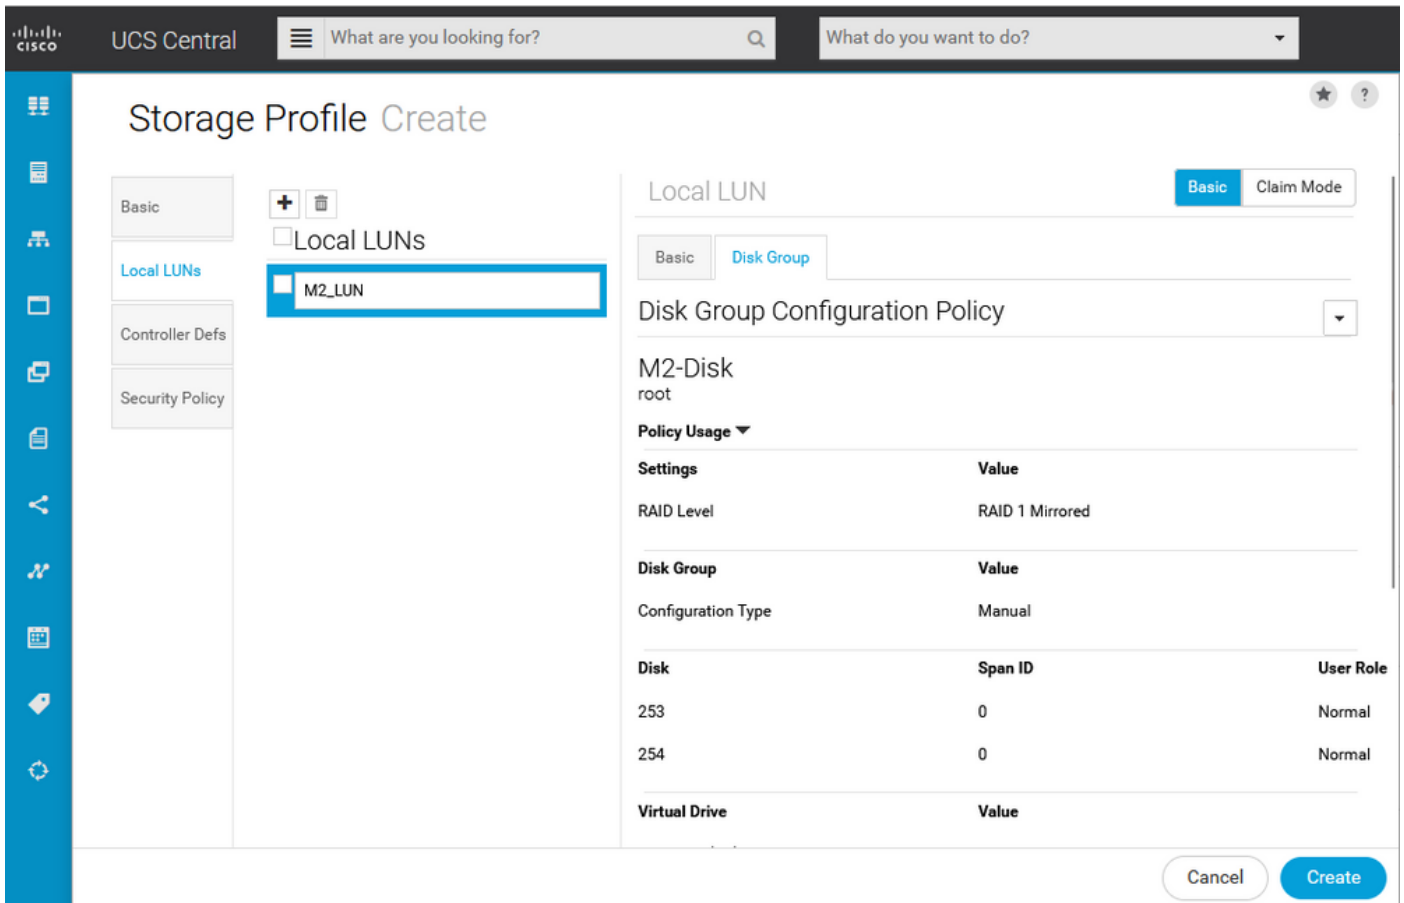 CISCO
UCS Central
What are you looking for?
What do you want to do?
Storage Profile Create
?
Basic
Local LUNs
Controller Defs
Security Policy
Local LUNs
M2_LUN
Local LUN
Basic Claim Mode
Basic Disk Group
Disk Group Configuration Policy
M2-Disk
root
Policy Usage
Settings Value
RAID Level RAID 1 Mirrored
Disk Group Value
Configuration Type Manual
Disk Span ID User Role
253 0 Normal
254 0 Normal
Virtual Drive Value
Cancel Create